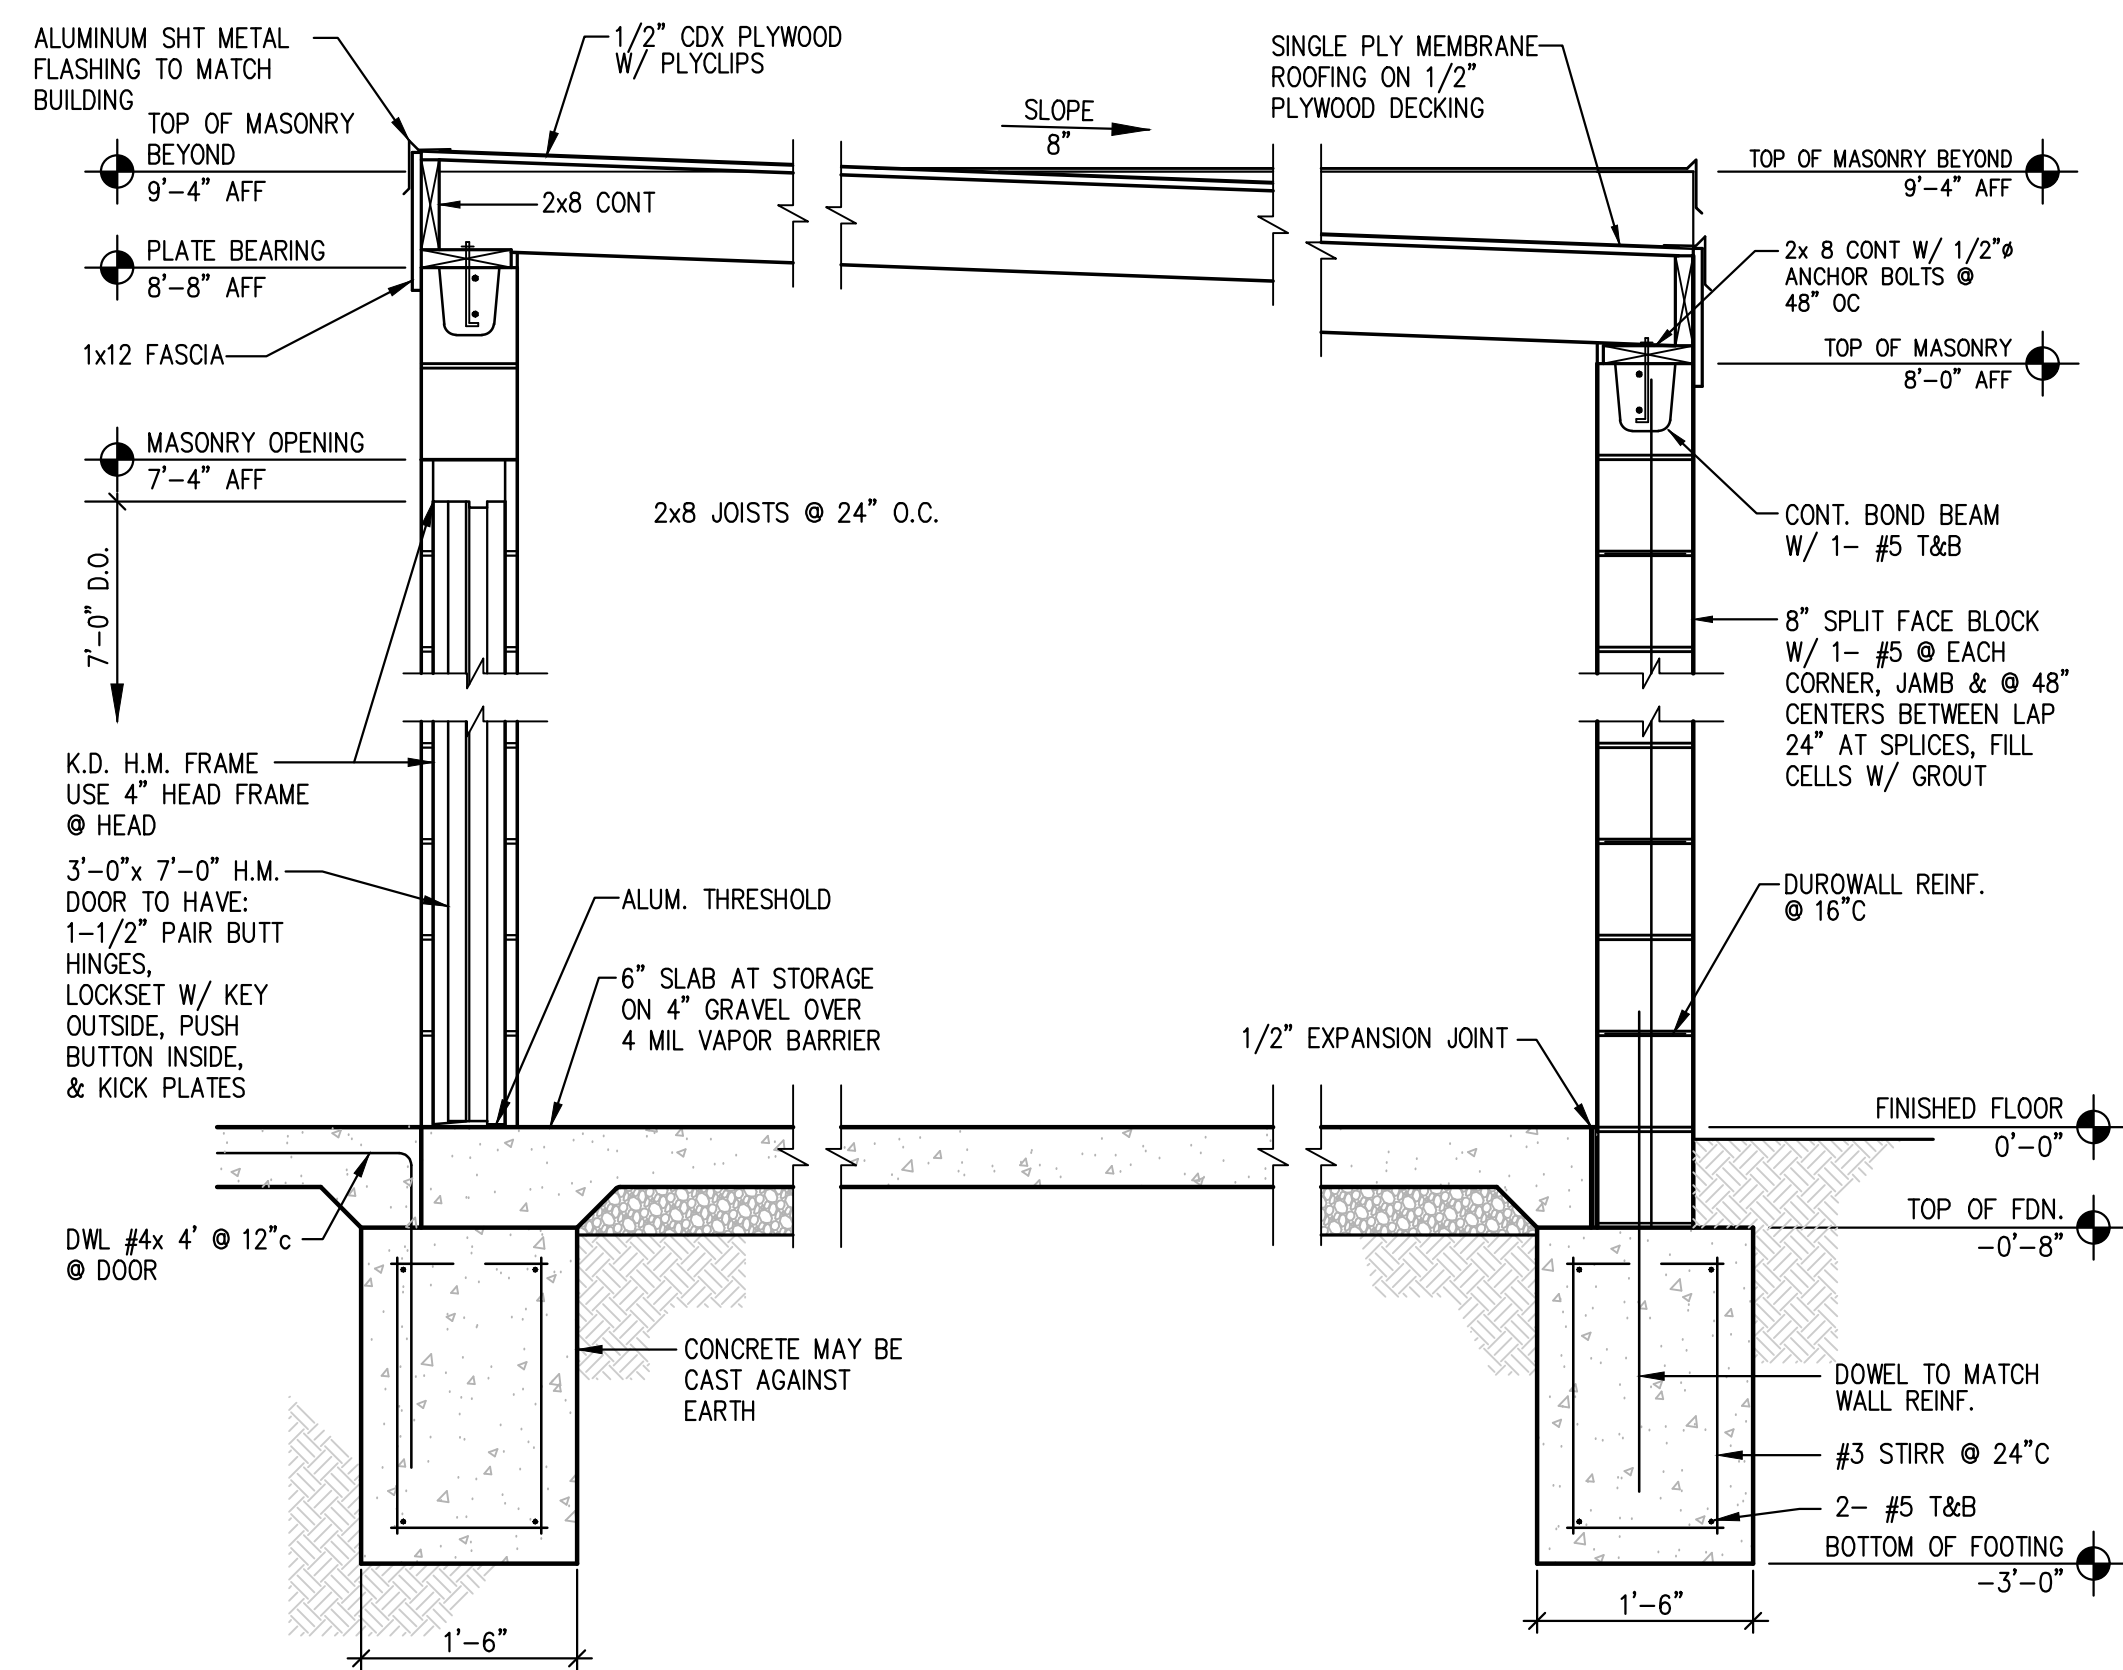 ALUMINUM SHT METAL
FLASHING TO MATCH
BUILDING
TOP OF MASONRY
BEYOND
9'-4" AFF
PLATE BEARING
8'-8" AFF
1x12 FASCIA
MASONRY OPENING
7'-4" AFF
7'-0" D.O.
K.D. H.M. FRAME
USE 4" HEAD FRAME
@ HEAD
3'-0"x 7'-0" H.M.
DOOR TO HAVE:
1-1/2" PAIR BUTT
HINGES,
LOCKSET W/ KEY
OUTSIDE, PUSH
BUTTON INSIDE,
& KICK PLATES
DWL #4x 4' @ 12"c
@ DOOR
1/2" CDX PLYWOOD
W/ PLYCLIPS
2x8 CONT
SLOPE
8"
2x8 JOISTS @ 24" O.C.
ALUM. THRESHOLD
6" SLAB AT STORAGE
ON 4" GRAVEL OVER
4 MIL VAPOR BARRIER
1/2" EXPANSION JOINT
CONCRETE MAY BE
CAST AGAINST
EARTH
1'-6"
SINGLE PLY MEMBRANE
ROOFING ON 1/2"
PLYWOOD DECKING
TOP OF MASONRY BEYOND
9'-4" AFF
2x 8 CONT W/ 1/2"ø
ANCHOR BOLTS @
48" OC
TOP OF MASONRY
8'-0" AFF
CONT. BOND BEAM
W/ 1- #5 T&B
8" SPLIT FACE BLOCK
W/ 1- #5 @ EACH
CORNER, JAMB & @ 48"
CENTERS BETWEEN LAP
24" AT SPLICES, FILL
CELLS W/ GROUT
DUROWALL REINF.
@ 16"C
FINISHED FLOOR
0'-0"
TOP OF FDN.
-0'-8"
DOWEL TO MATCH
WALL REINF.
#3 STIRR @ 24"C
2- #5 T&B
BOTTOM OF FOOTING
-3'-0"
1'-6"